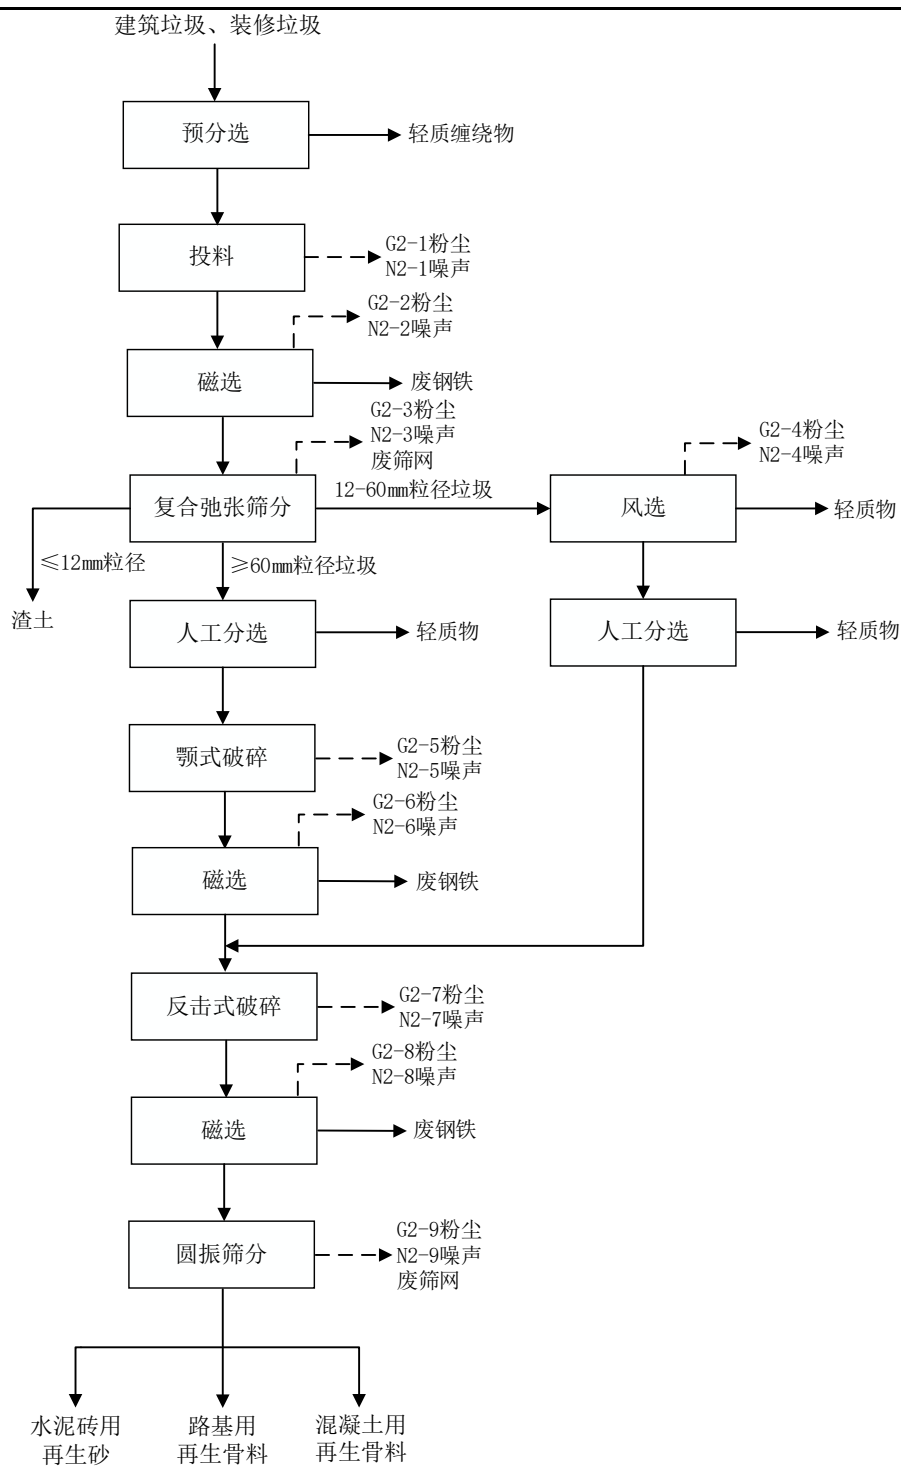 建筑垃圾、装修垃圾
预分选
轻质缠绕物
投料
G2-1粉尘
N2-1噪声
G2-2粉尘
N2-2噪声
磁选
废钢铁
G2-3粉尘
N2-3噪声
废筛网
G2-4粉尘
N2-4噪声
复合弛张筛分
12-60mm粒径垃圾
风选
轻质物
≤12mm粒径
≥60mm粒径垃圾
渣土
人工分选
轻质物
人工分选
轻质物
颚式破碎
G2-5粉尘
N2-5噪声
G2-6粉尘
N2-6噪声
磁选
废钢铁
反击式破碎
G2-7粉尘
N2-7噪声
G2-8粉尘
N2-8噪声
磁选
废钢铁
圆振筛分
G2-9粉尘
N2-9噪声
废筛网
水泥砖用
再生砂
路基用
再生骨料
混凝土用
再生骨料